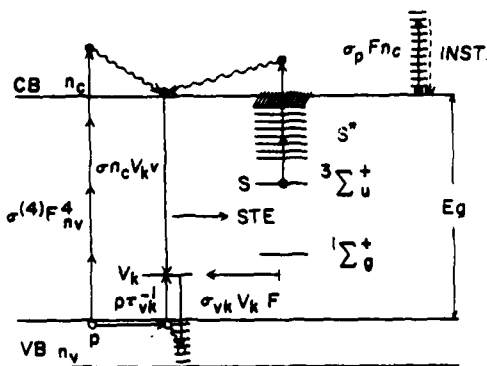 σ_p F n_c INST.
CB n_c
S*
σ n_c V_k v
S ³Σ_u^+
σ^(4) F^4 n_v
→ STE
E_g
¹Σ_g^+
V_k
p τ_vk^-1 σ_vk V_k F
p
VB n_v